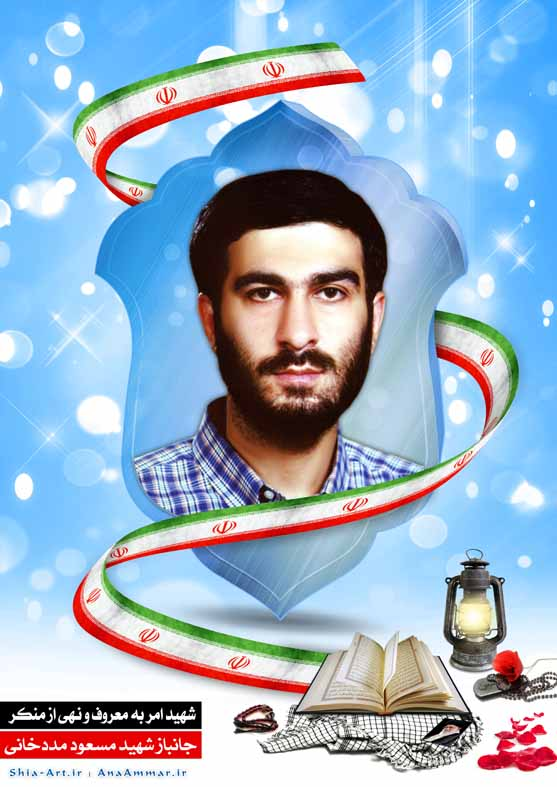 شهید امر به معروف و نهی از منکر
جانباز شهید مسعود مددخانی
Shia-Art.ir : AnaAmmar.ir